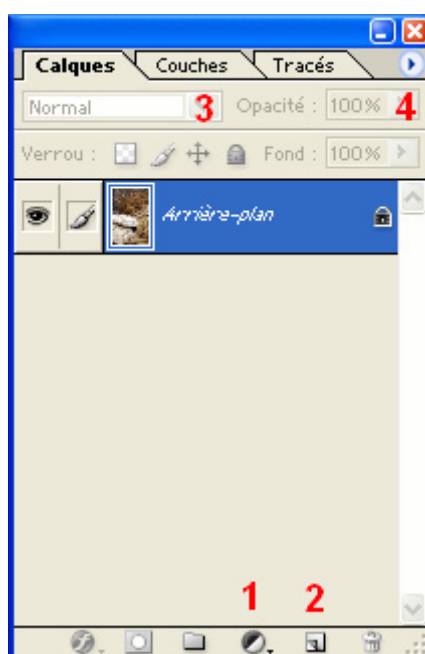 Calques Couches Tracés
Normal 3 Opacité : 100% 4
Verrou : Fond : 100%
Arrière-plan
1 2